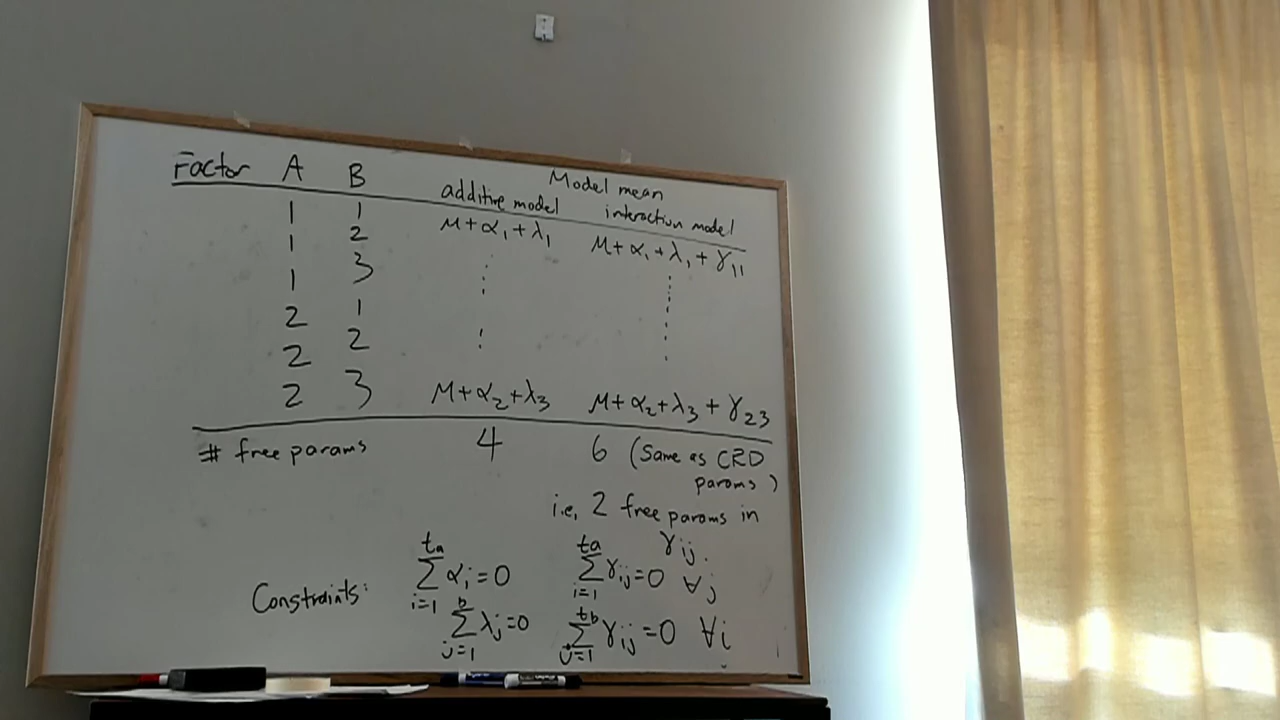 Factor A B Model mean
additive model interaction model
1 1 μ+α₁+λ₁ μ+α₁+λ₁+γ₁₁
1 2
1 3 ⋮ ⋮
2 1
2 2 ⋮ ⋮
2 3 μ+α₂+λ₃ μ+α₂+λ₃+γ₂₃
# free params 4 6 (Same as CRD
params)
i.e, 2 free params in
γᵢⱼ.
Constraints: ∑_{i=1}^{ta} αᵢ=0 ∑_{i=1}^{ta} γᵢⱼ=0 ∀j
∑_{j=1}^{b} λⱼ=0 ∑_{j=1}^{tb} γᵢⱼ=0 ∀i